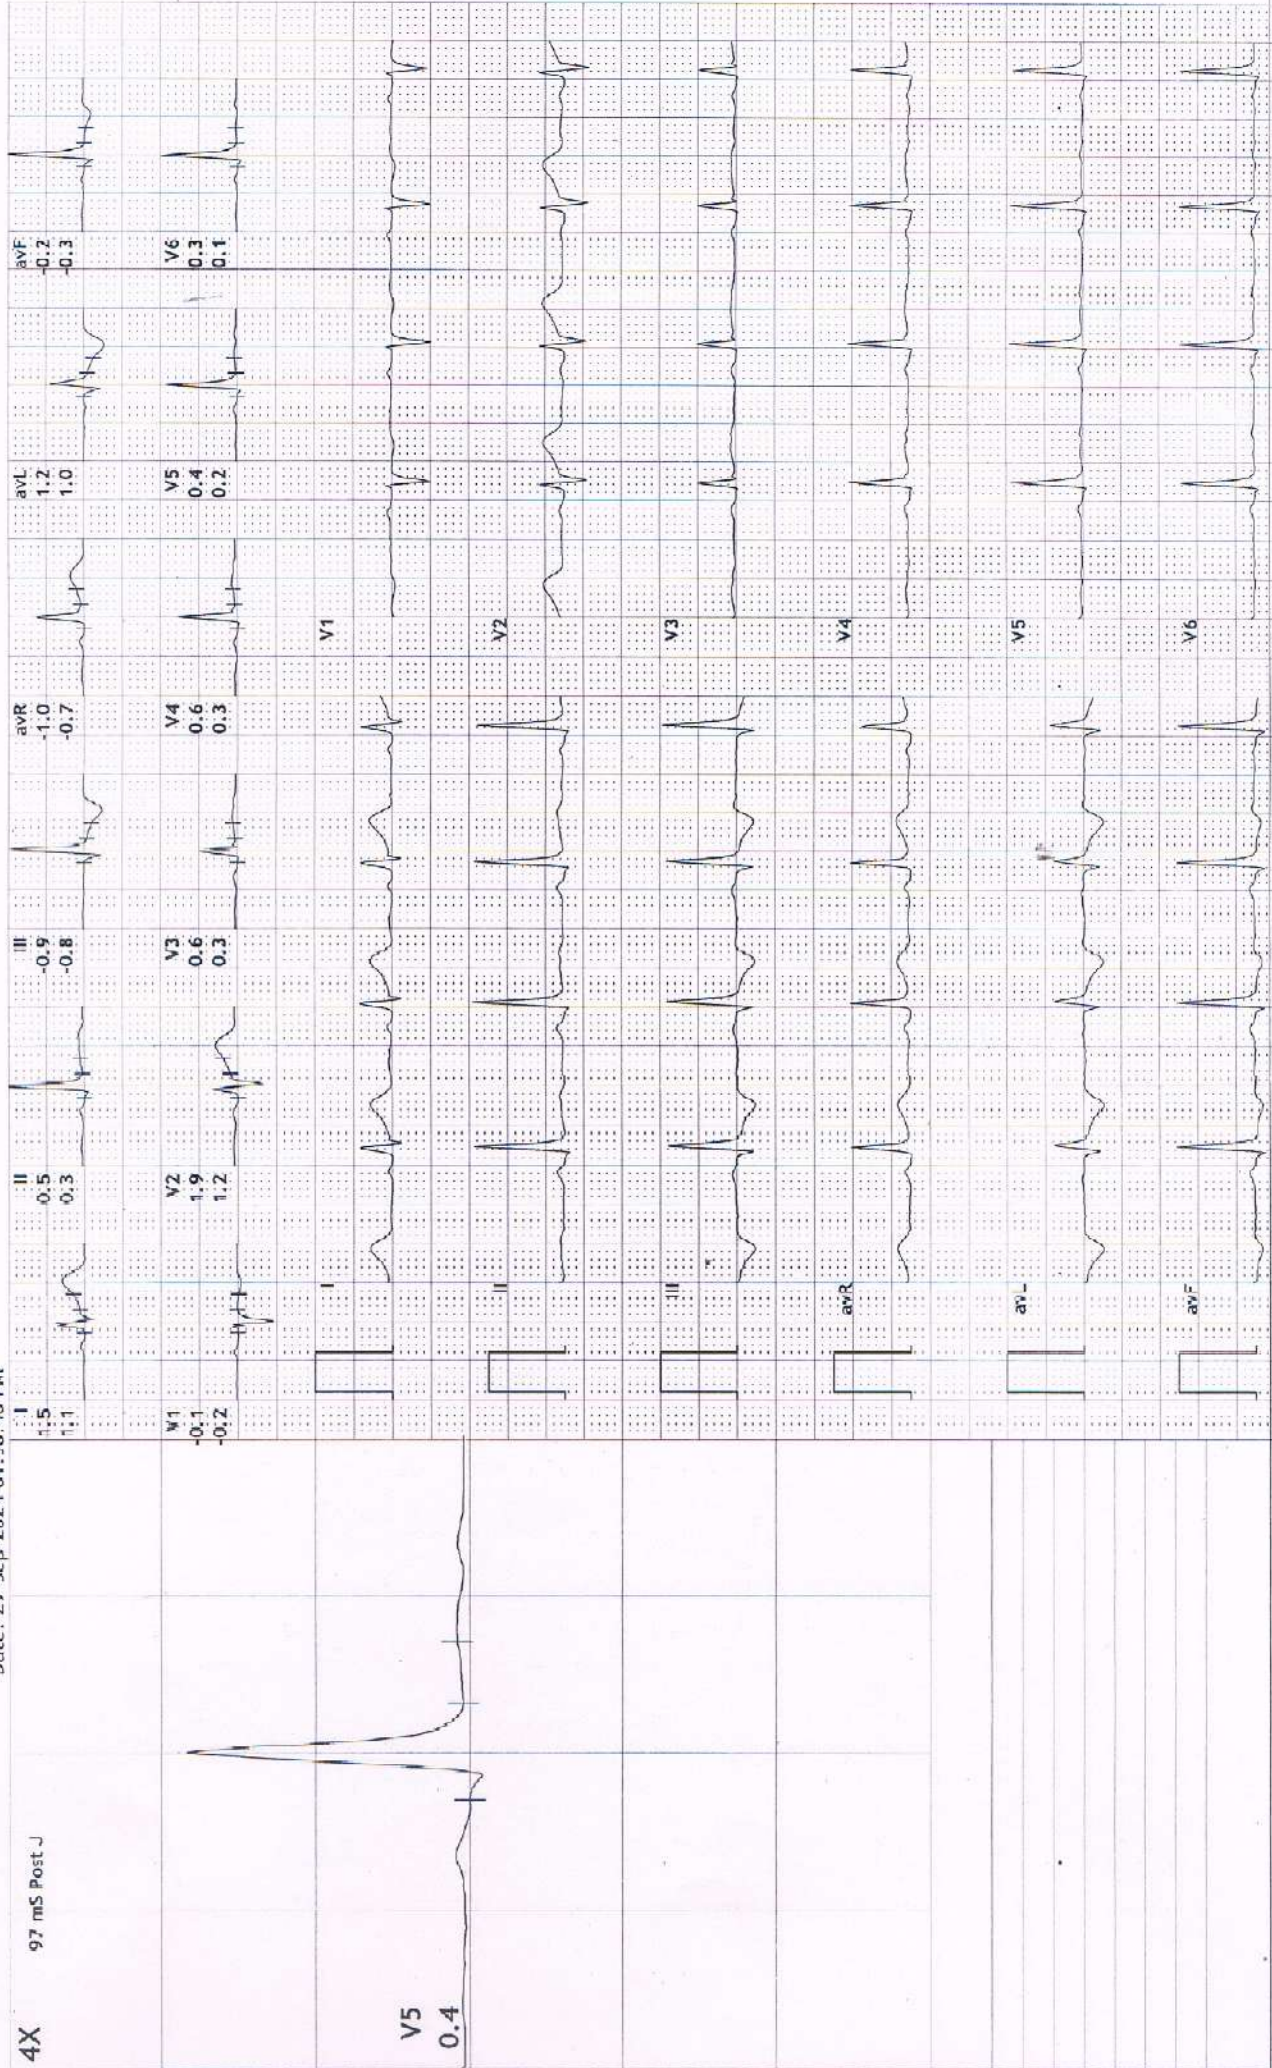 4X
97 mS Post J
I II III avR avL avF
1.5 0.5 -0.9 -1.0 1.2 -0.2
1.1 0.3 -0.8 -0.7 1.0 -0.3
V1 V2 V3 V4 V5 V6
-0.1 1.9 0.6 0.6 0.4 0.3
-0.2 1.2 0.3 0.3 0.2 0.1
V5
0.4
I V1
II V2
III V3
avR V4
avL V5
avF V6